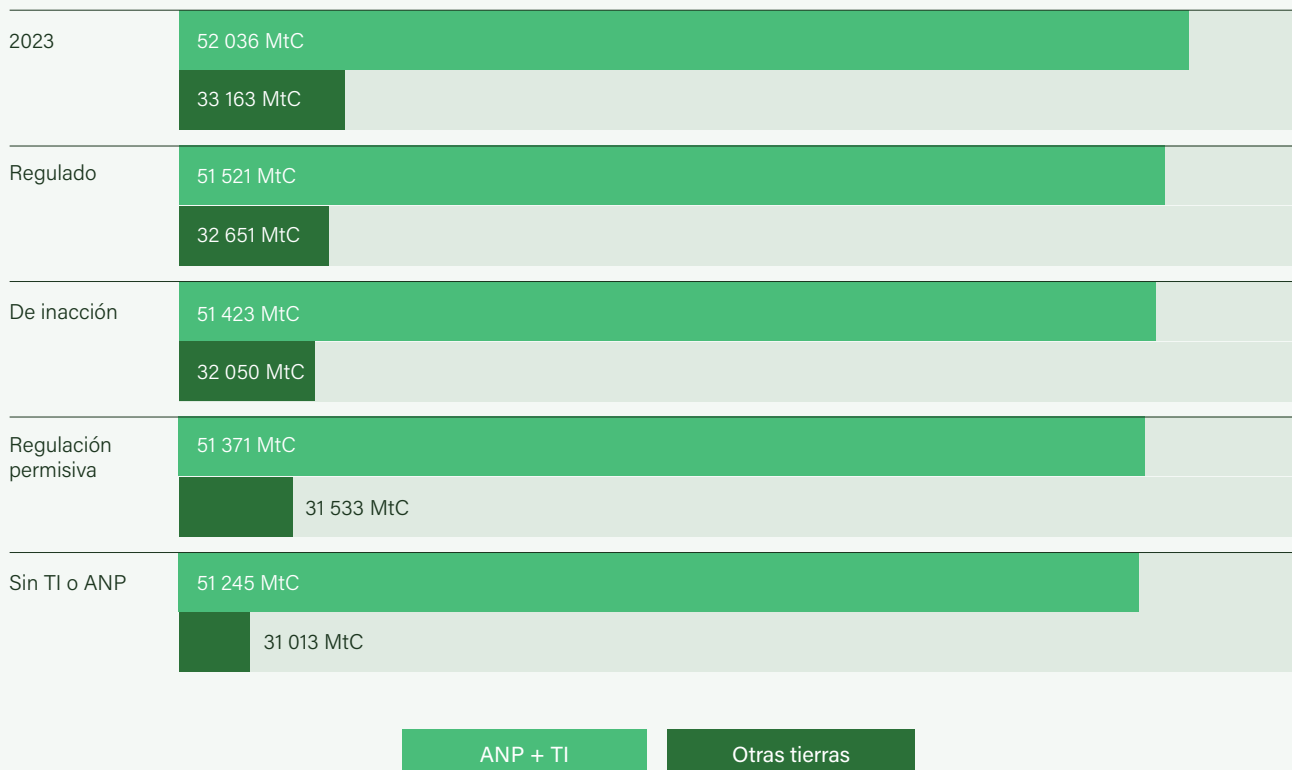 2023
52 036 MtC
33 163 MtC
Regulado
51 521 MtC
32 651 MtC
De inacción
51 423 MtC
32 050 MtC
Regulación
permisiva
51 371 MtC
31 533 MtC
Sin TI o ANP
51 245 MtC
31 013 MtC
ANP + TI
Otras tierras